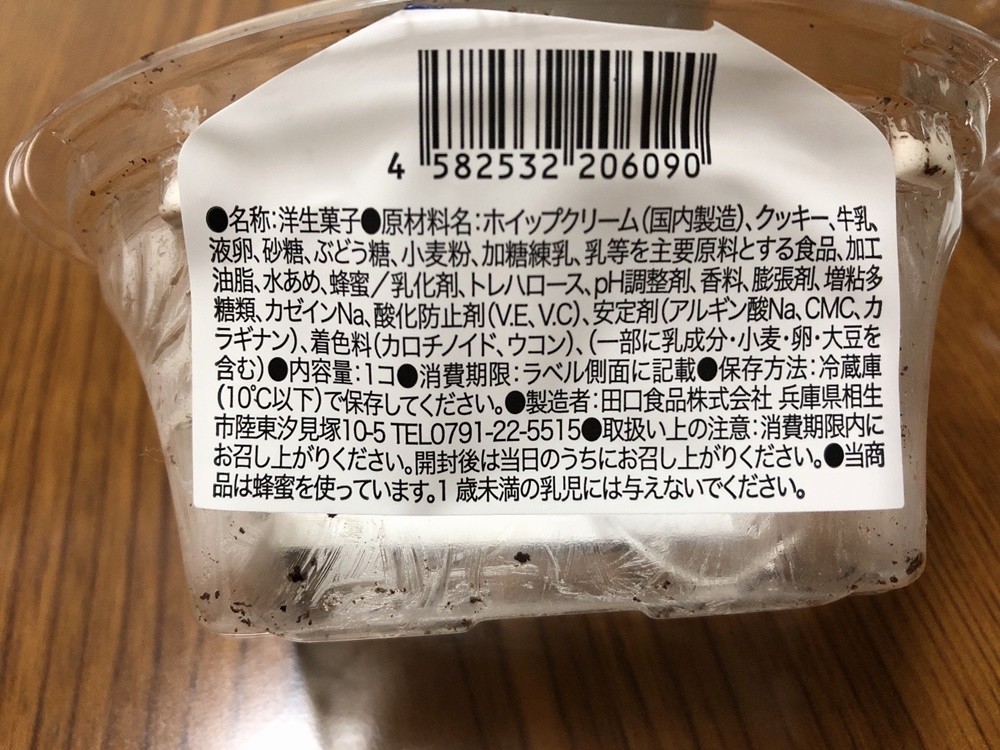 4 582532 206090
●名称:洋生菓子●原材料名:ホイップクリーム(国内製造)、クッキー、牛乳、
液卵、砂糖、ぶどう糖、小麦粉、加糖練乳、乳等を主要原料とする食品、加工
油脂、水あめ、蜂蜜/乳化剤、トレハロース、pH調整剤、香料、膨張剤、増粘多
糖類、カゼインNa、酸化防止剤(V.E、V.C)、安定剤(アルギン酸Na、CMC、カ
ラギナン)、着色料(カロチノイド、ウコン)、(一部に乳成分・小麦・卵・大豆を
含む)●内容量:1コ●消費期限:ラベル側面に記載●保存方法:冷蔵庫
(10℃以下)で保存してください。●製造者:田口食品株式会社 兵庫県相生
市陸東汐見塚10-5 TEL0791-22-5515●取扱い上の注意:消費期限内に
お召し上がりください。開封後は当日のうちにお召し上がりください。●当商
品は蜂蜜を使っています。1歳未満の乳児には与えないでください。